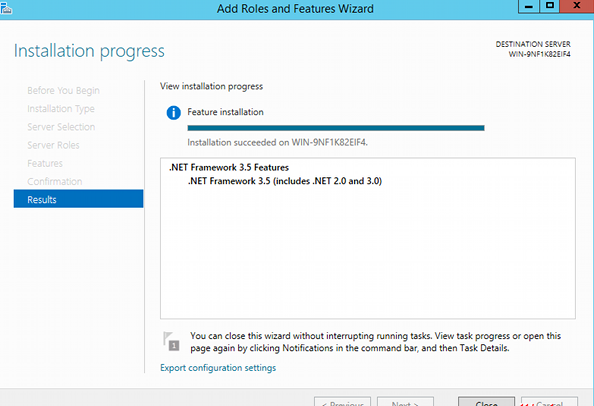 Add Roles and Features Wizard
Installation progress
DESTINATION SERVER
WIN-9NF1K82EIF4
Before You Begin
Installation Type
Server Selection
Server Roles
Features
Confirmation
Results
View installation progress
Feature installation
Installation succeeded on WIN-9NF1K82EIF4.
.NET Framework 3.5 Features
.NET Framework 3.5 (includes .NET 2.0 and 3.0)
1
You can close this wizard without interrupting running tasks. View task progress or open this
page again by clicking Notifications in the command bar, and then Task Details.
Export configuration settings
< Previous
Next >
Close
Cancel